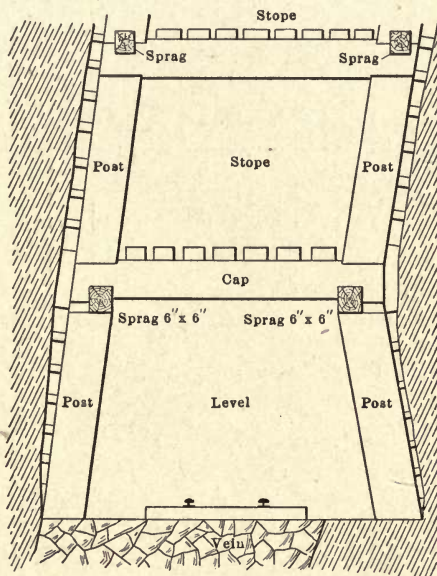 Stope
Sprag Sprag
Post Stope Post
Cap
Sprag 6"x 6" Sprag 6"x 6"
Post Level Post
Vein